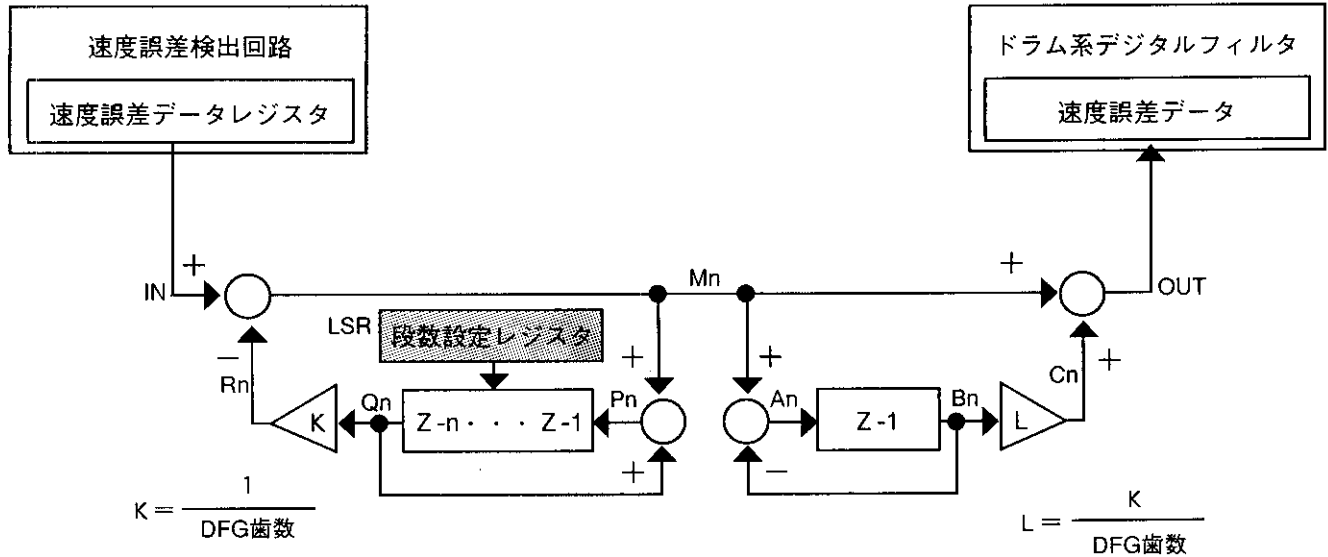 速度誤差検出回路
速度誤差データレジスタ
ドラム系デジタルフィルタ
速度誤差データ
+
IN
Mn
+
OUT
−
Rn
LSR
段数設定レジスタ
+
+
Cn
+
K
Qn
Z-n・・・Z-1
Pn
An
Z-1
Bn
L
+
−
K = 1 / DFG歯数
L = K / DFG歯数